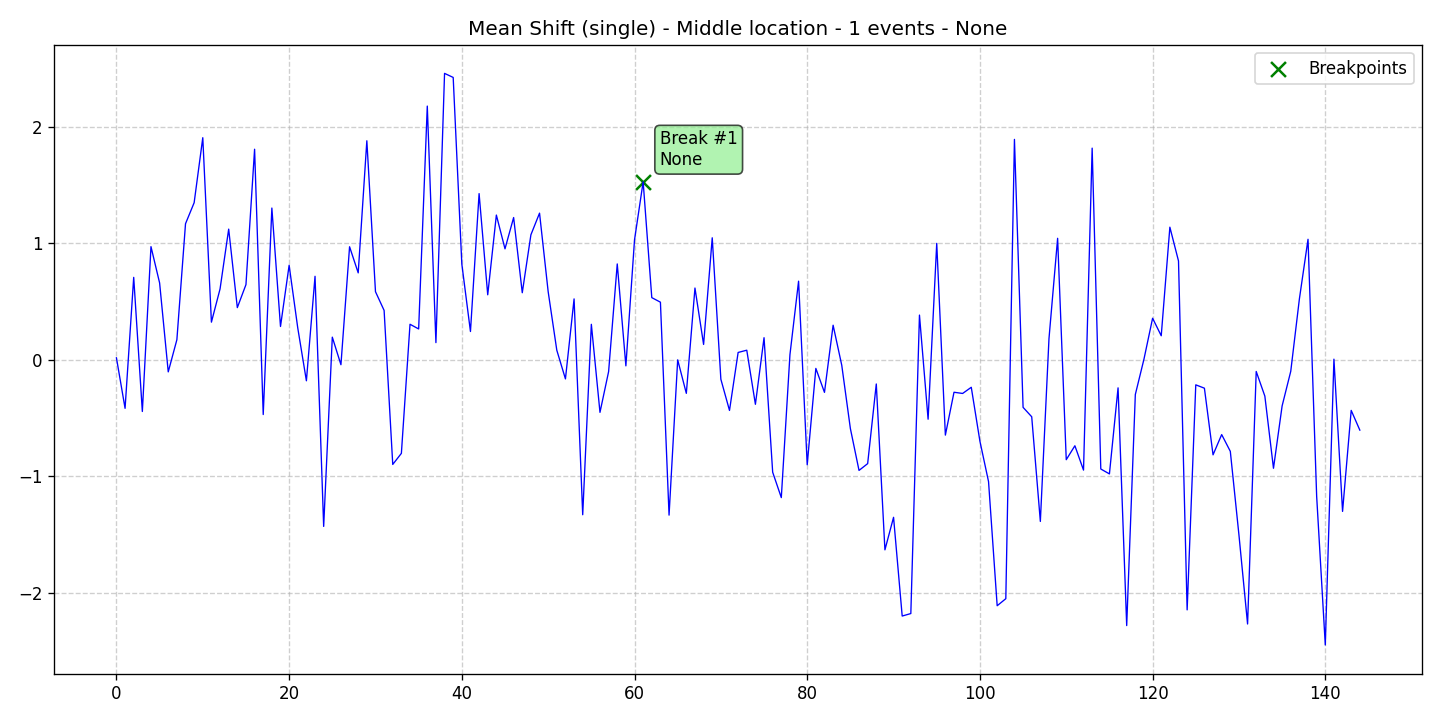 Mean Shift (single) - Middle location - 1 events - None
Breakpoints
Break #1
None
2
1
0
−1
−2
0 20 40 60 80 100 120 140